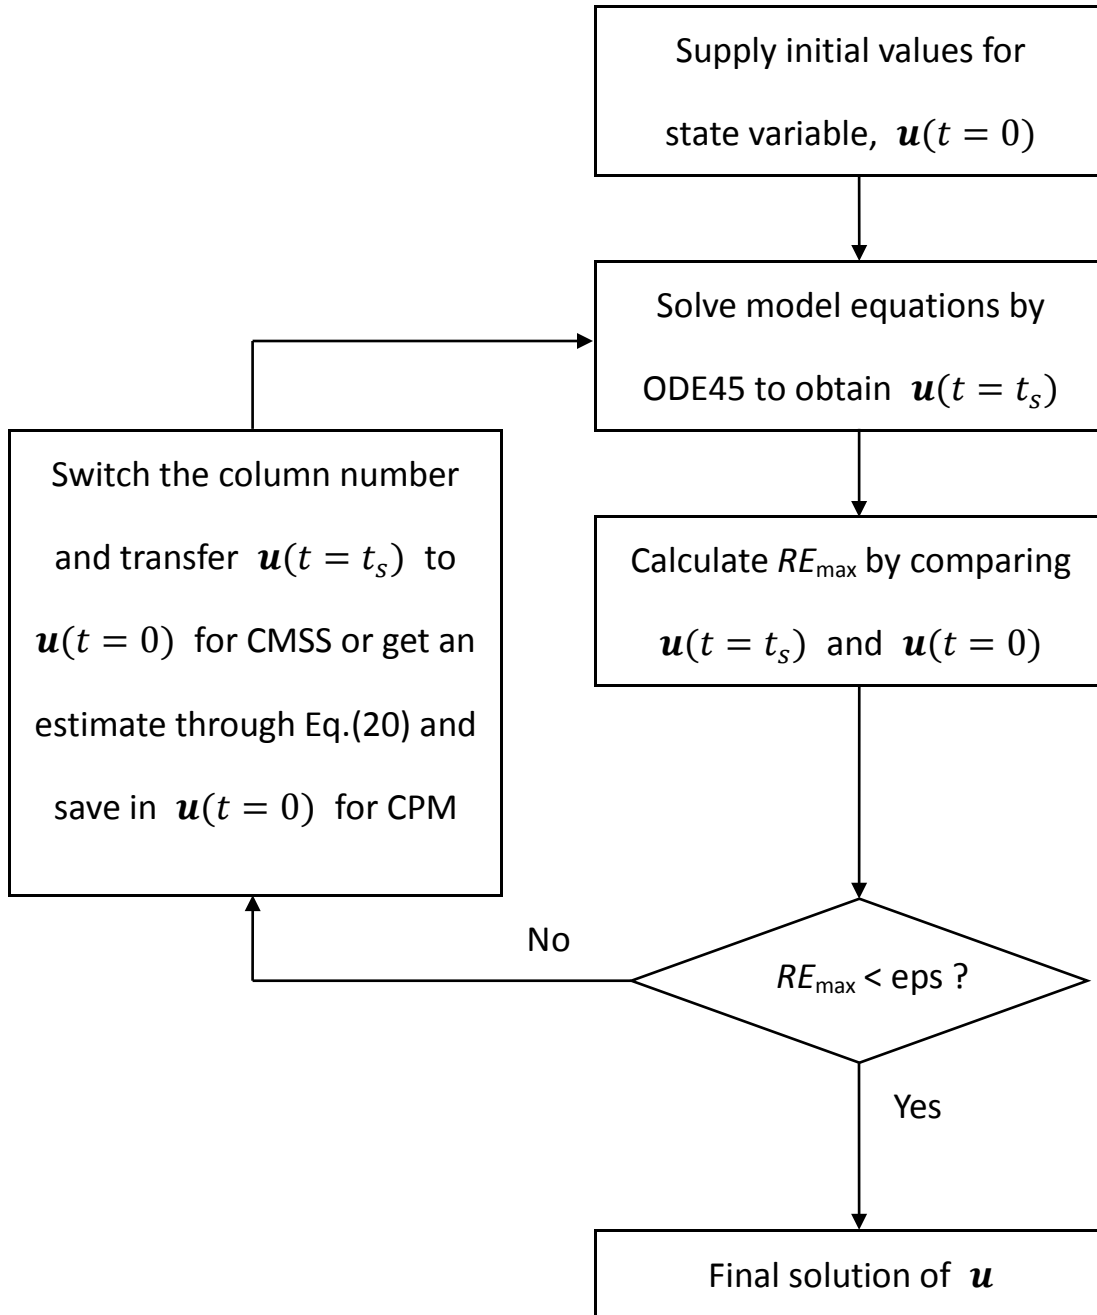 Supply initial values for
state variable, u(t = 0)
Solve model equations by
ODE45 to obtain u(t = tₛ)
Switch the column number
and transfer u(t = tₛ) to
u(t = 0) for CMSS or get an
estimate through Eq.(20) and
save in u(t = 0) for CPM
Calculate REmax by comparing
u(t = tₛ) and u(t = 0)
No
REmax < eps ?
Yes
Final solution of u